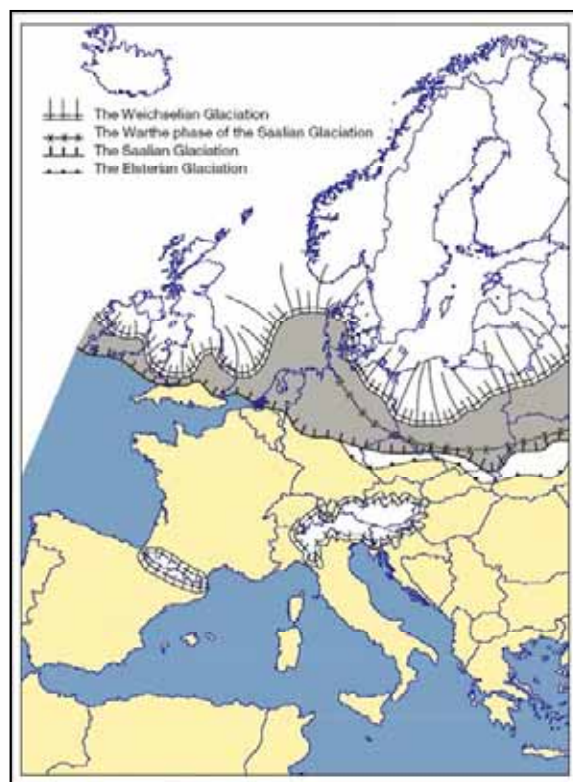 The Weichselian Glaciation
The Warthe phase of the Saalian Glaciation
The Saalian Glaciation
The Elsterian Glaciation